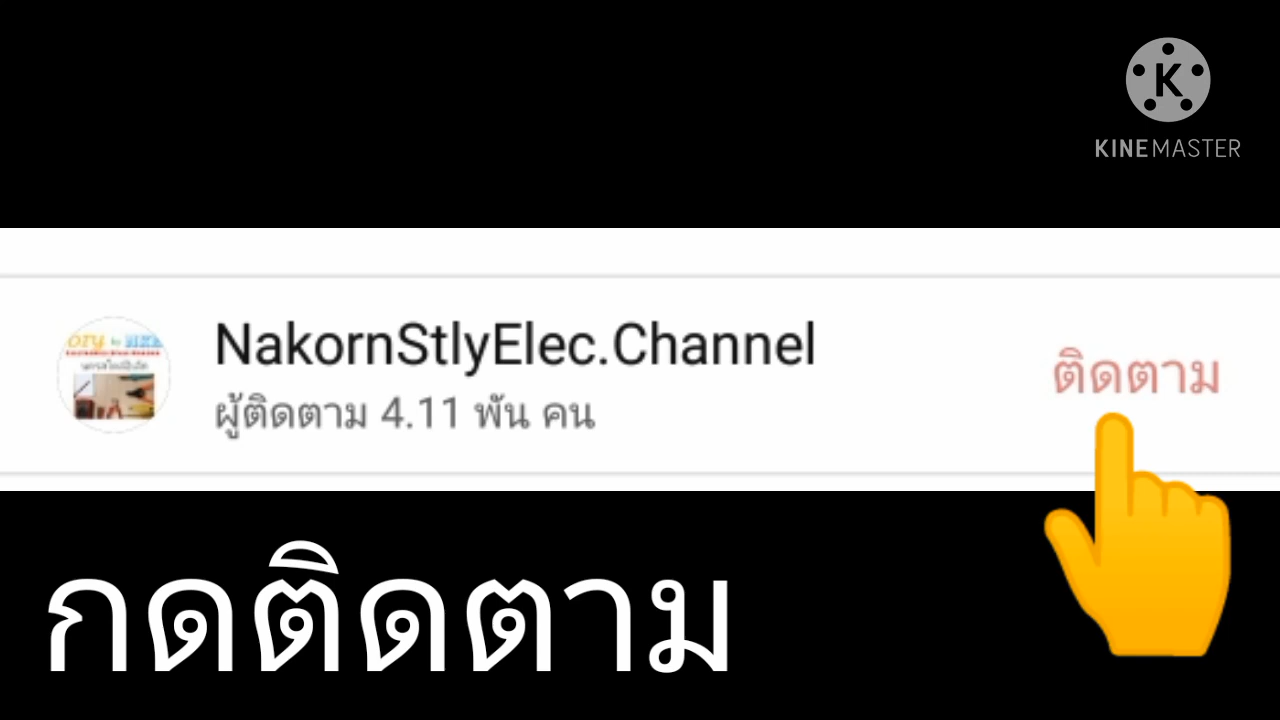 K
KINEMASTER
NakornStlyElec.Channel
ผู้ติดตาม 4.11 พัน คน
ติดตาม
กดติดตาม